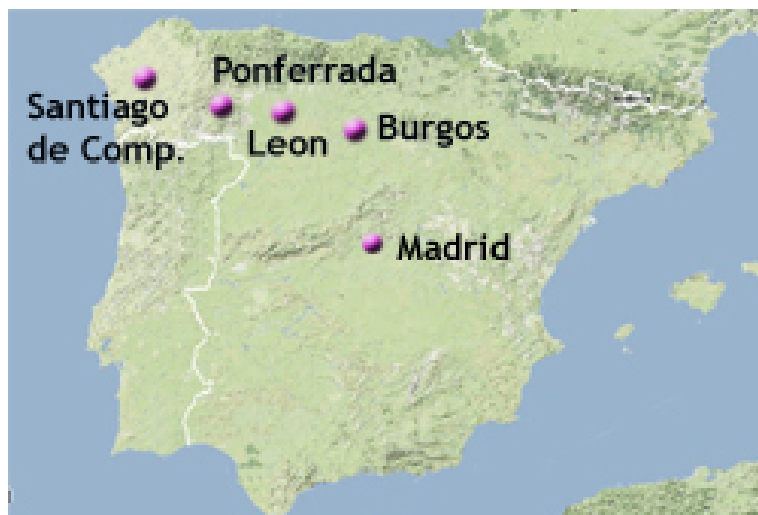 Ponferrada
Santiago
de Comp.
Leon
Burgos
Madrid